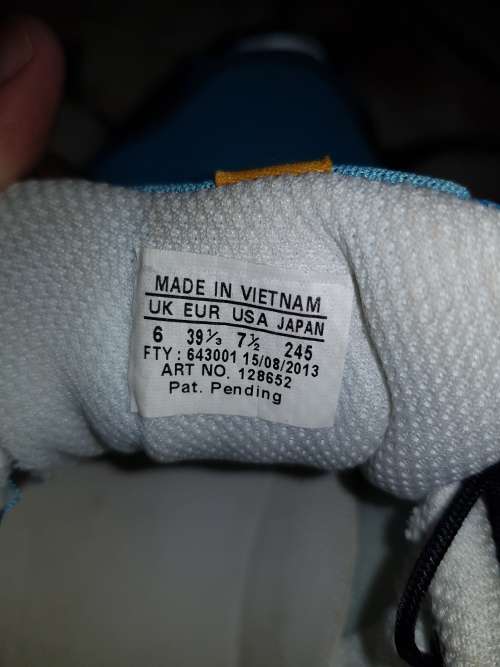 MADE IN VIETNAM
UK EUR USA JAPAN
6 39⅓ 7½ 245
FTY : 643001 15/08/2013
ART NO. 128652
Pat. Pending